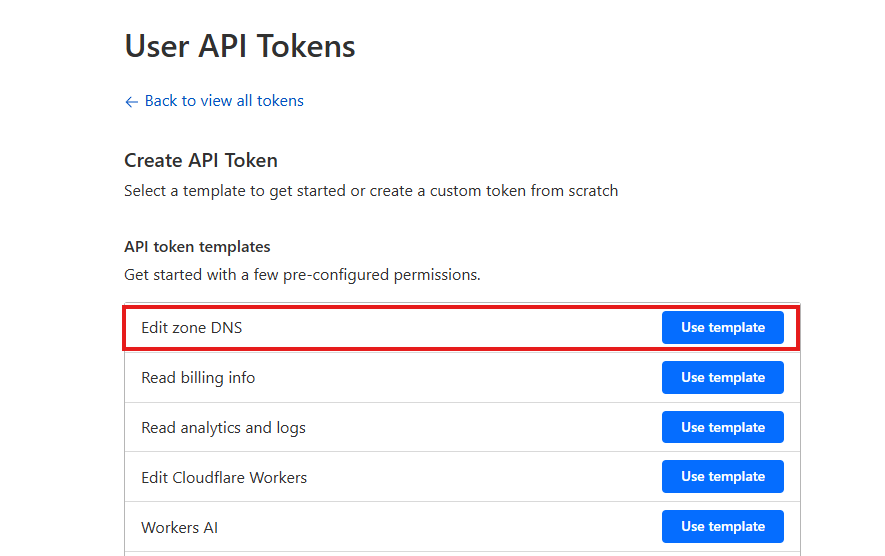 User API Tokens
← Back to view all tokens
Create API Token
Select a template to get started or create a custom token from scratch
API token templates
Get started with a few pre-configured permissions.
Edit zone DNS Use template
Read billing info Use template
Read analytics and logs Use template
Edit Cloudflare Workers Use template
Workers AI Use template